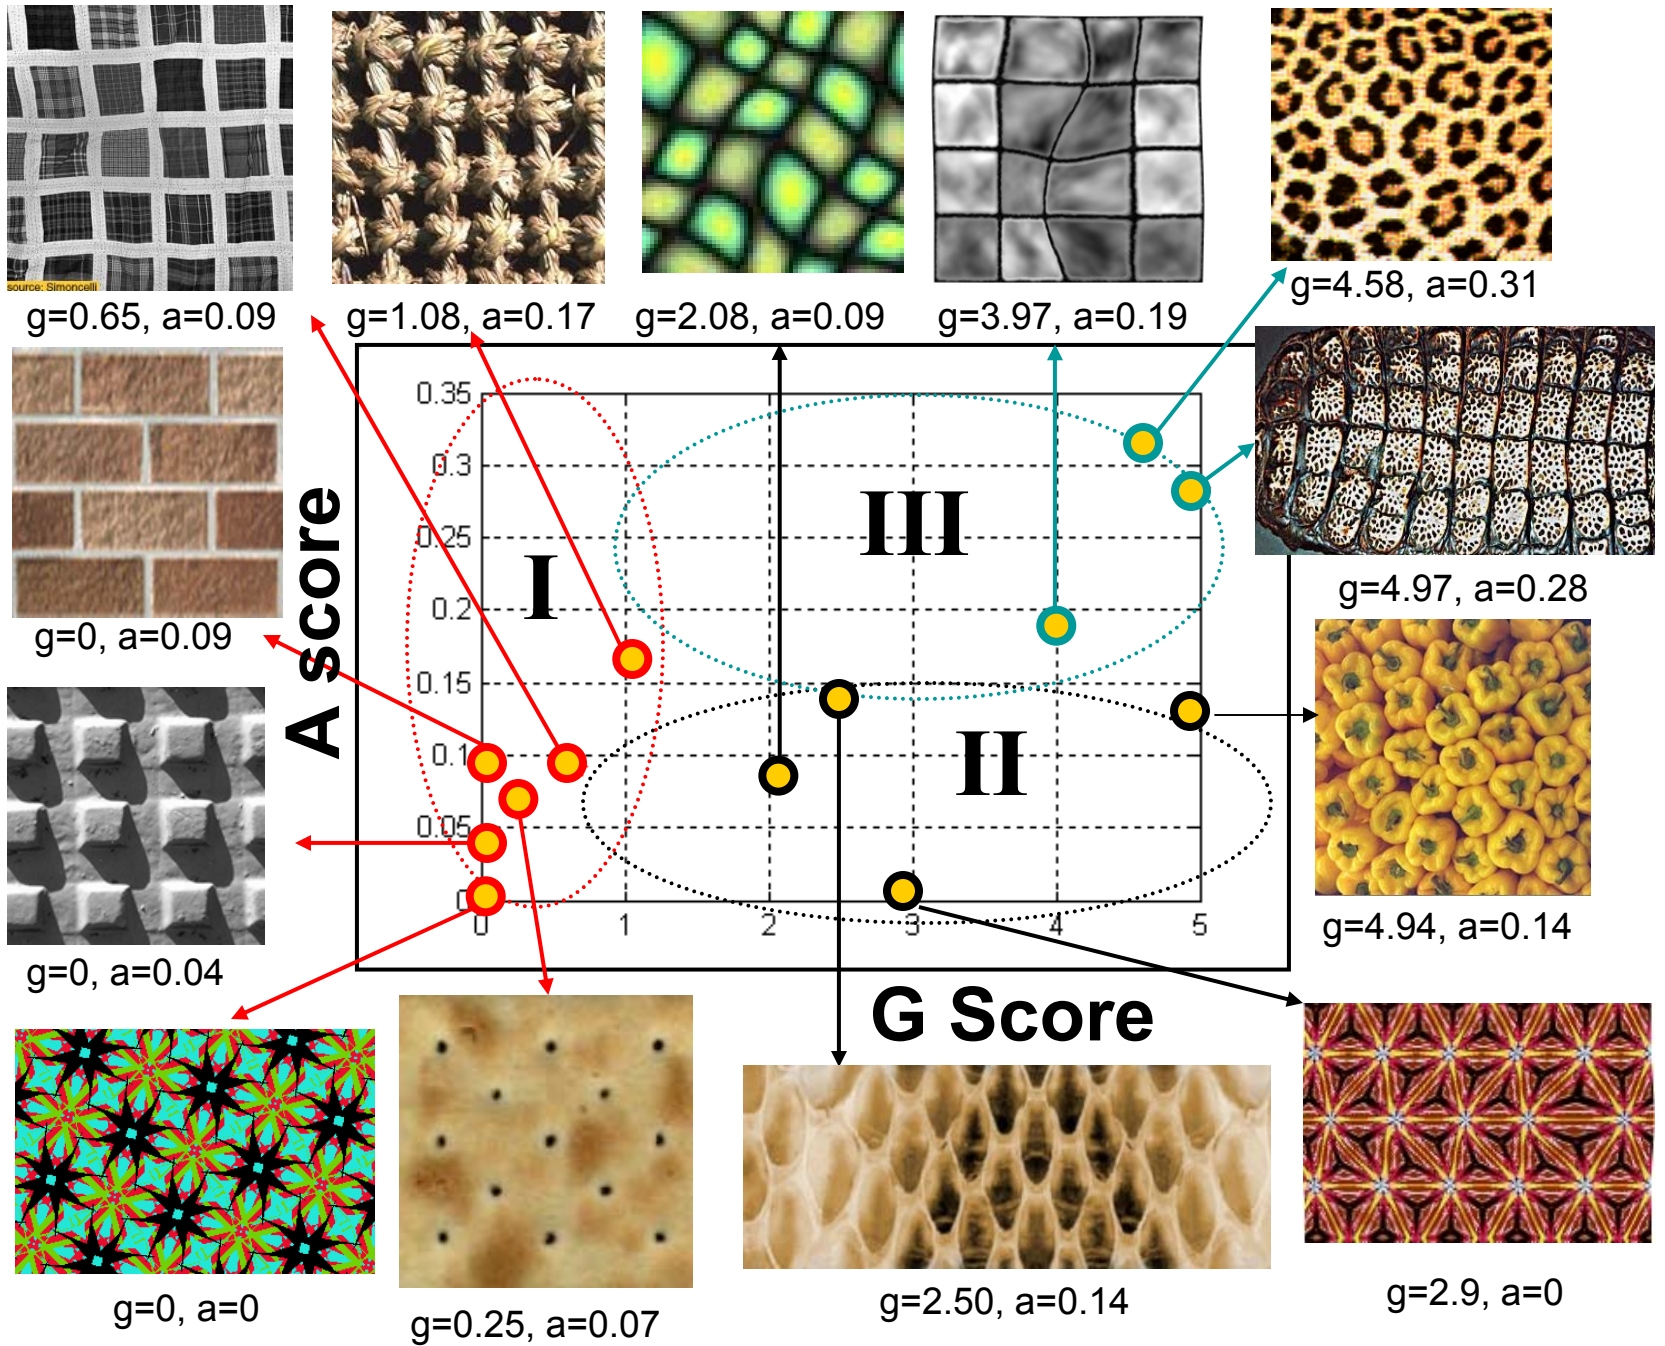 source: Simoncelli
g=0.65, a=0.09
g=1.08, a=0.17
g=2.08, a=0.09
g=3.97, a=0.19
g=4.58, a=0.31
g=0, a=0.09
g=4.97, a=0.28
g=0, a=0.04
g=4.94, a=0.14
A score
0.35
0.3
0.25
0.2
0.15
0.1
0.05
0
I
III
II
0 1 2 3 4 5
G Score
g=0, a=0
g=0.25, a=0.07
g=2.50, a=0.14
g=2.9, a=0